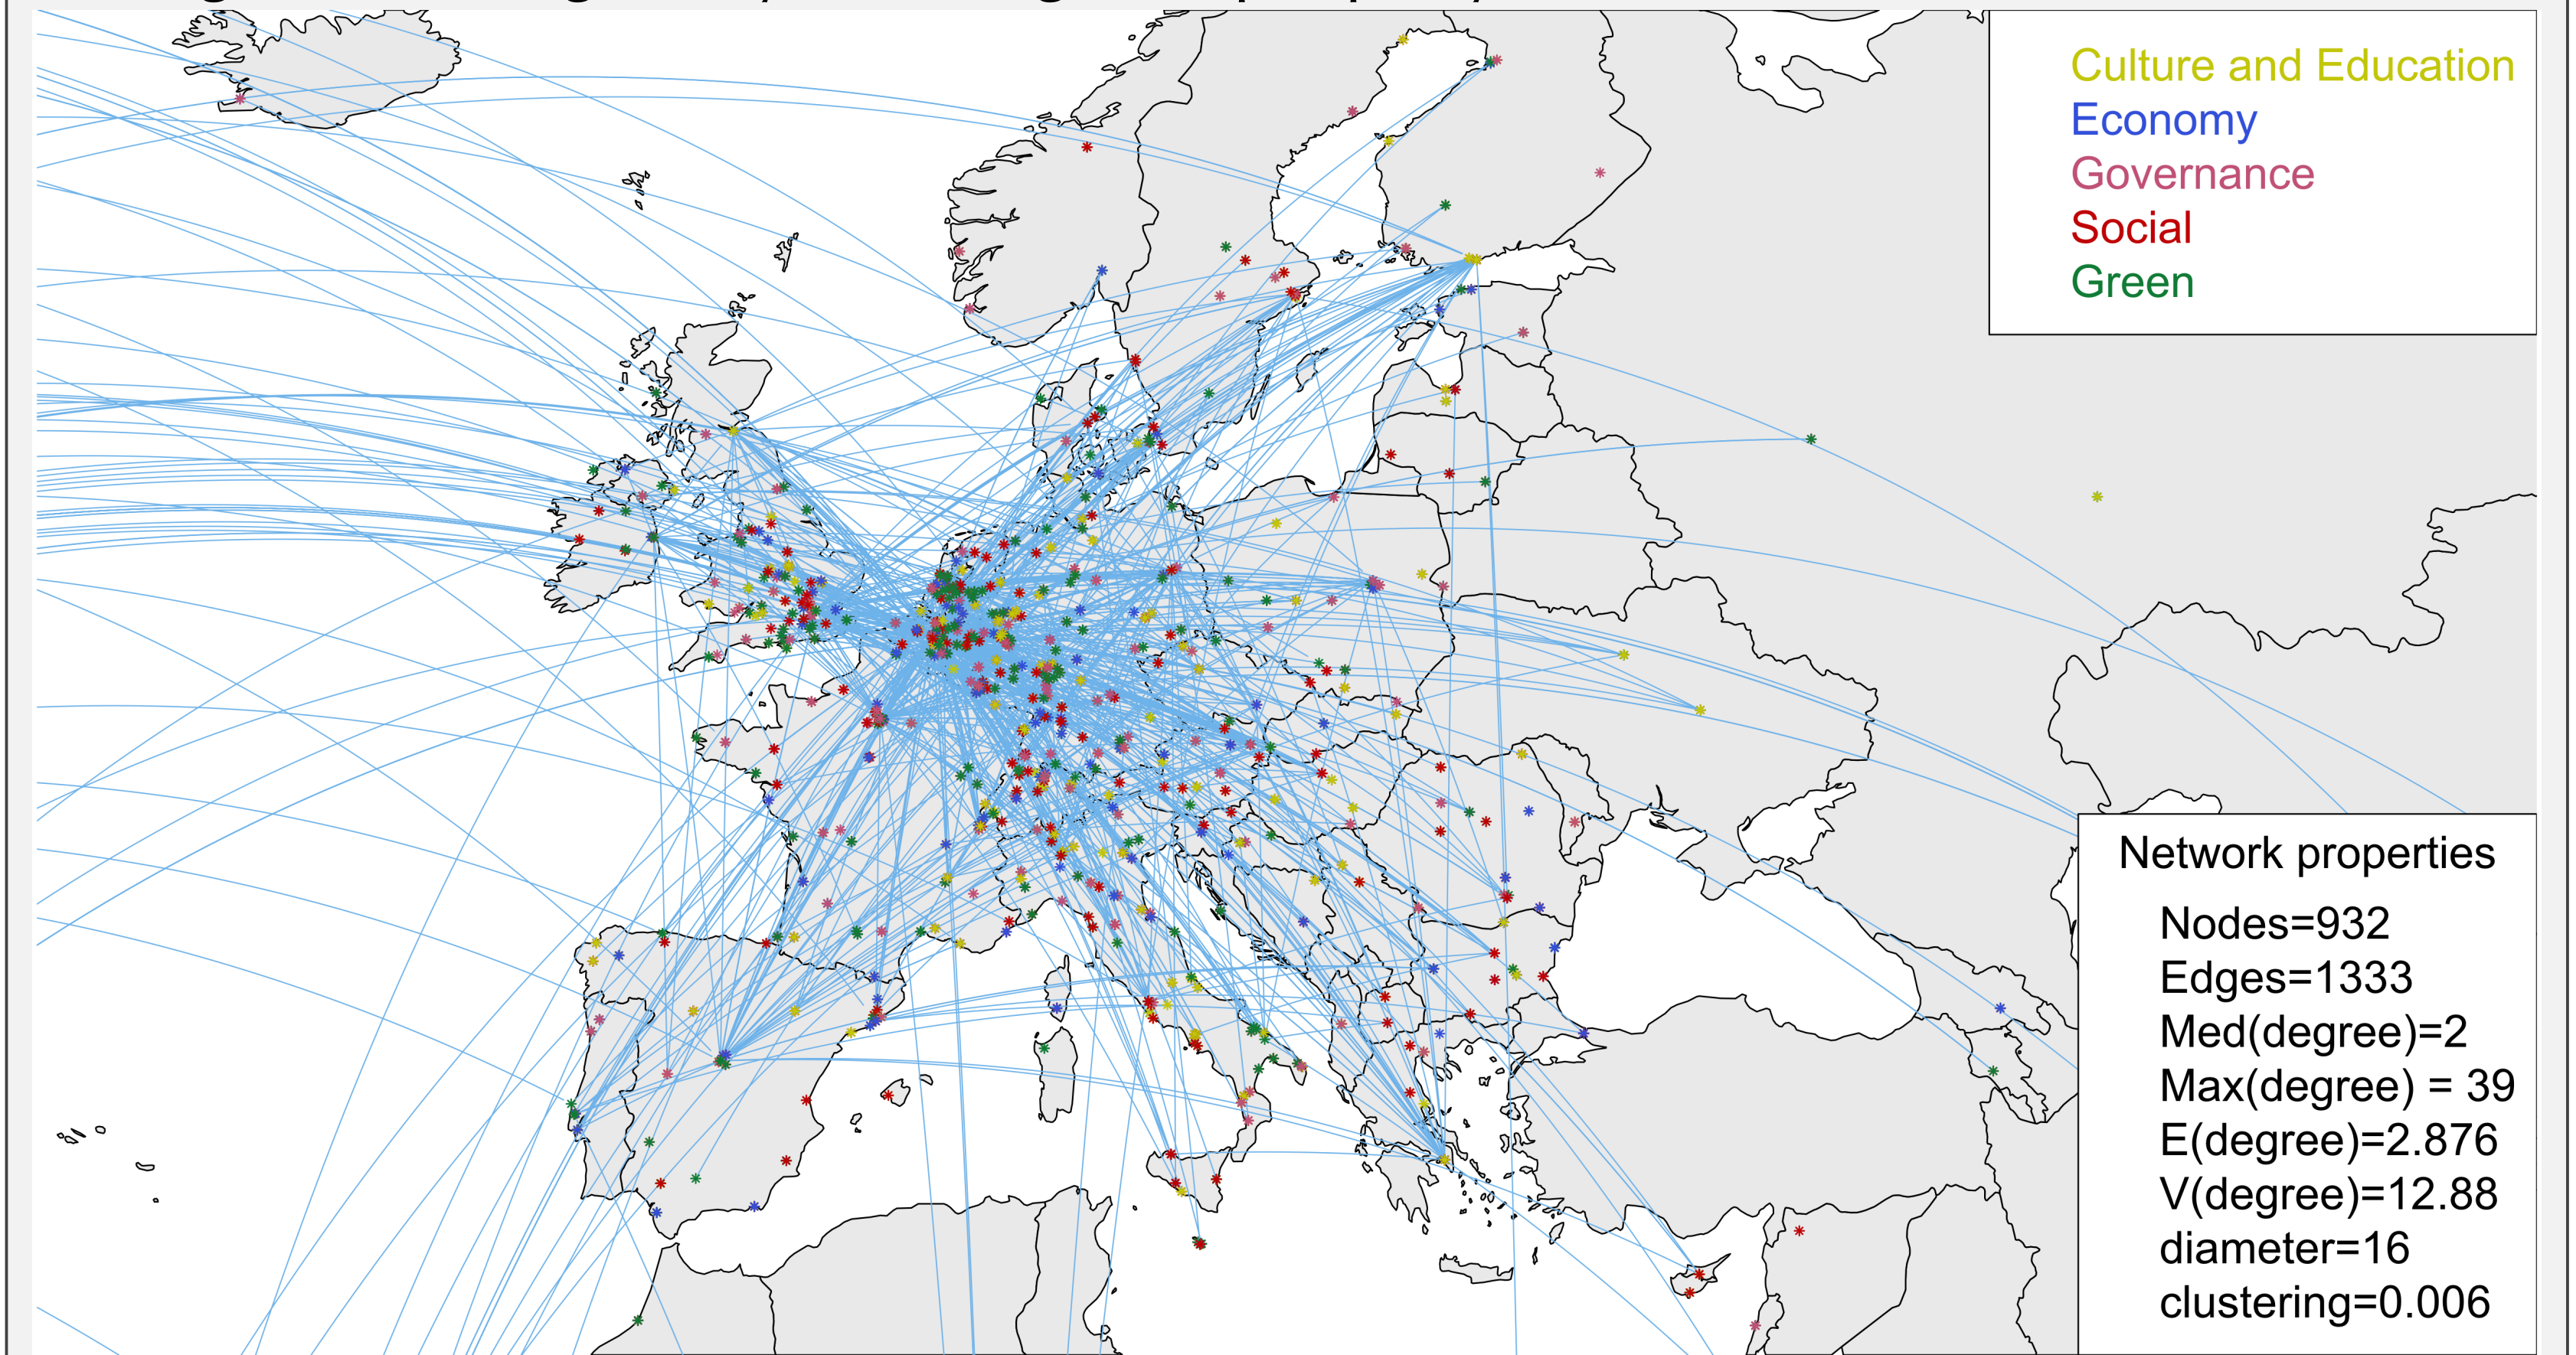 Culture and Education
Economy
Governance
Social
Green
Network properties
Nodes=932
Edges=1333
Med(degree)=2
Max(degree) = 39
E(degree)=2.876
V(degree)=12.88
diameter=16
clustering=0.006